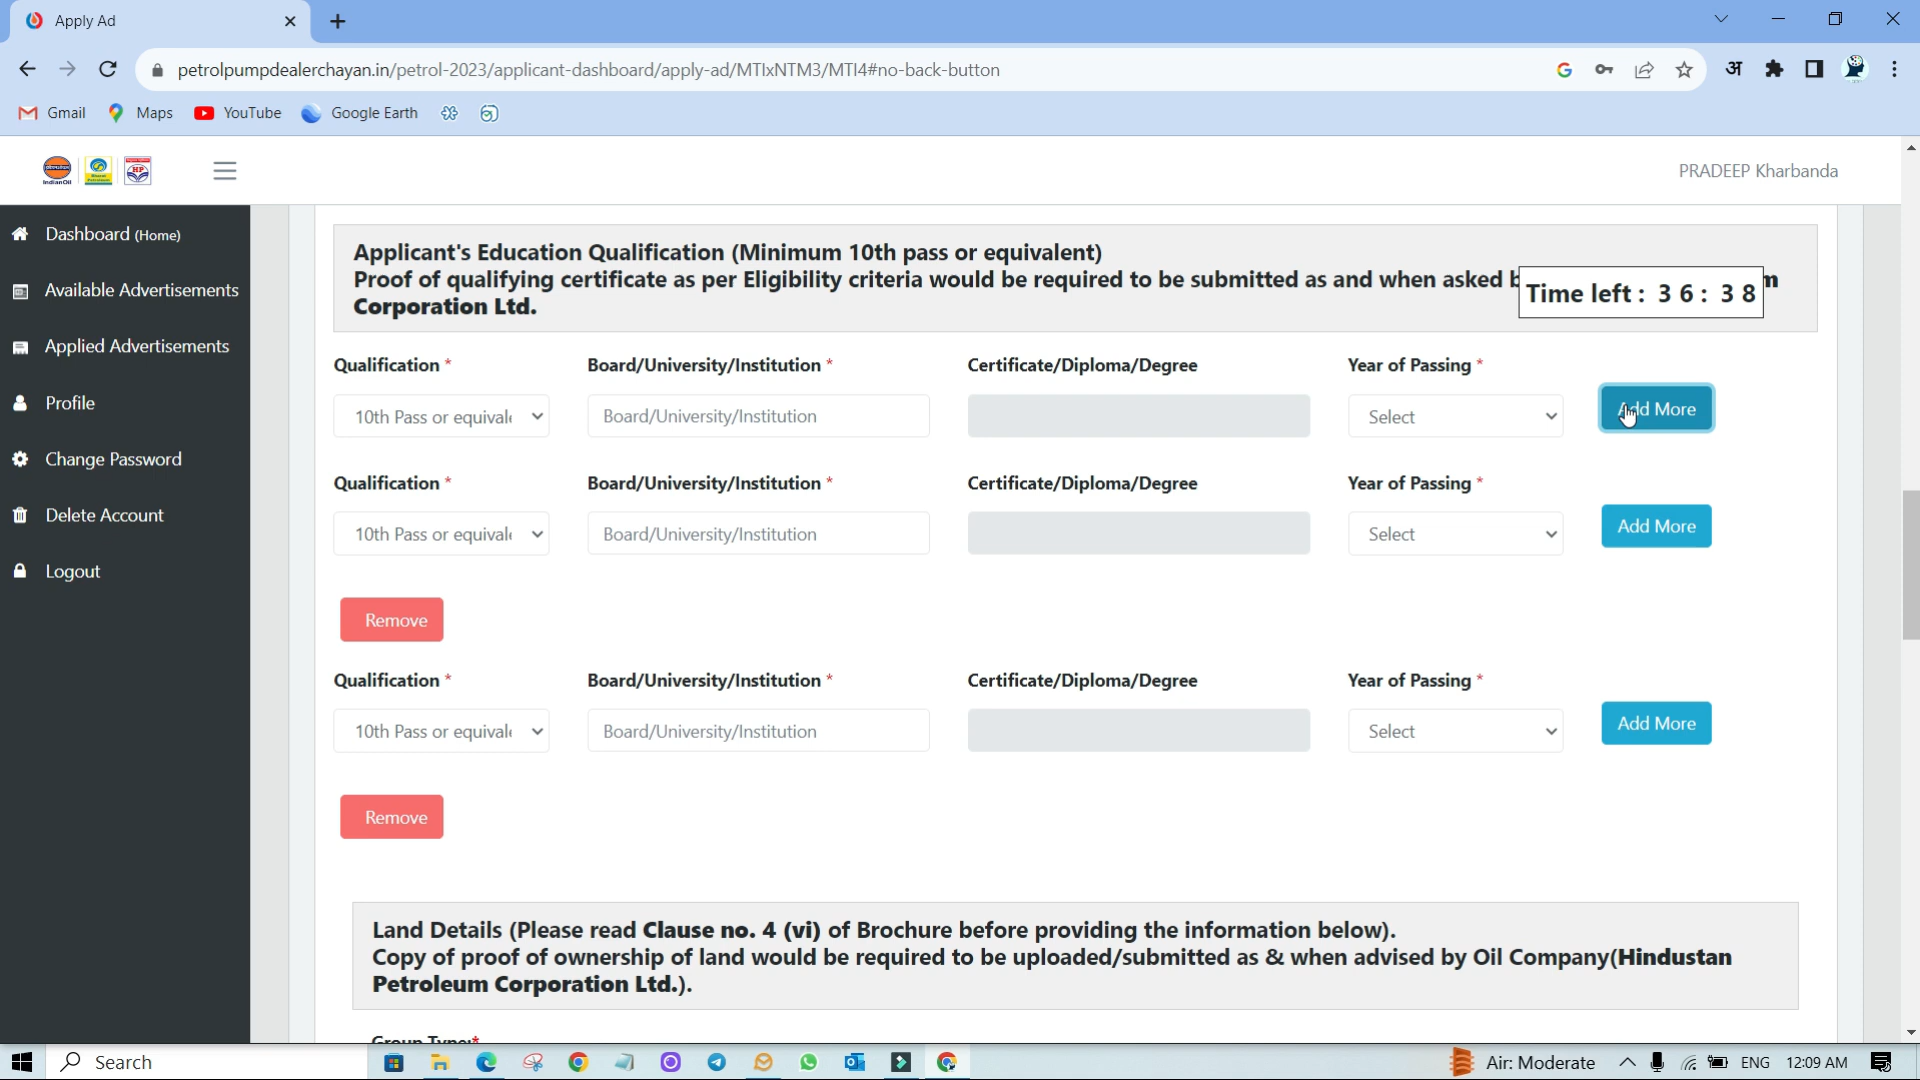 Apply Ad
petrolpumpdealerchayan.in/petrol-2023/applicant-dashboard/apply-ad/MTIxNTM3/MTI4#no-back-button
अ
Gmail Maps YouTube Google Earth
IndianOil HP
PRADEEP Kharbanda
Dashboard (Home)
Available Advertisements
Applied Advertisements
Profile
Change Password
Delete Account
Logout
Applicant's Education Qualification (Minimum 10th pass or equivalent)
Proof of qualifying certificate as per Eligibility criteria would be required to be submitted as and when asked
Corporation Ltd.
Time left : 3 6 : 3 8
Qualification * Board/University/Institution * Certificate/Diploma/Degree Year of Passing *
10th Pass or equival Board/University/Institution Select Add More
Qualification * Board/University/Institution * Certificate/Diploma/Degree Year of Passing *
10th Pass or equival Board/University/Institution Select Add More
Remove
Qualification * Board/University/Institution * Certificate/Diploma/Degree Year of Passing *
10th Pass or equival Board/University/Institution Select Add More
Remove
Land Details (Please read Clause no. 4 (vi) of Brochure before providing the information below).
Copy of proof of ownership of land would be required to be uploaded/submitted as & when advised by Oil Company(Hindustan
Petroleum Corporation Ltd.).
Group Type:*
Search
Air: Moderate ENG 12:09 AM